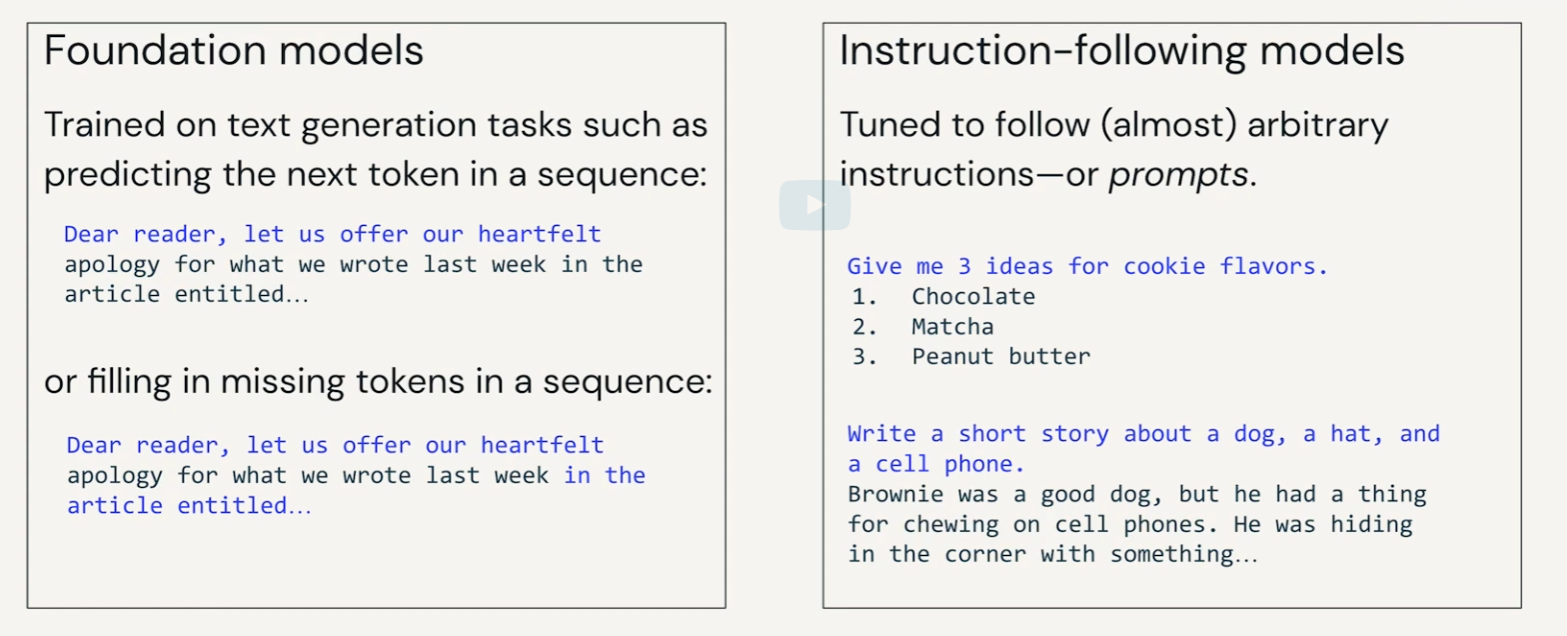 Foundation models
Trained on text generation tasks such as
predicting the next token in a sequence:
Dear reader, let us offer our heartfelt
apology for what we wrote last week in the
article entitled…
or filling in missing tokens in a sequence:
Dear reader, let us offer our heartfelt
apology for what we wrote last week in the
article entitled…
Instruction-following models
Tuned to follow (almost) arbitrary
instructions—or prompts.
Give me 3 ideas for cookie flavors.
1. Chocolate
2. Matcha
3. Peanut butter
Write a short story about a dog, a hat, and
a cell phone.
Brownie was a good dog, but he had a thing
for chewing on cell phones. He was hiding
in the corner with something…